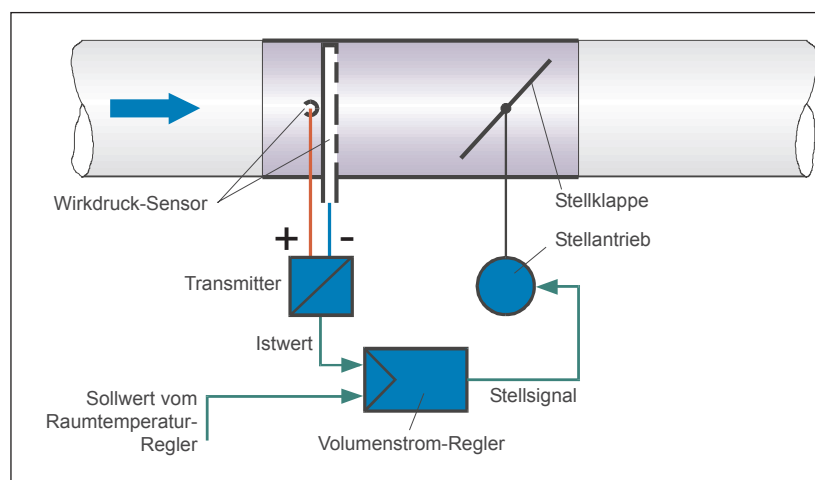 Wirkdruck-Sensor
Stellklappe
+ -
Stellantrieb
Transmitter
Istwert
Sollwert vom
Raumtemperatur-
Regler
Stellsignal
Volumenstrom-Regler